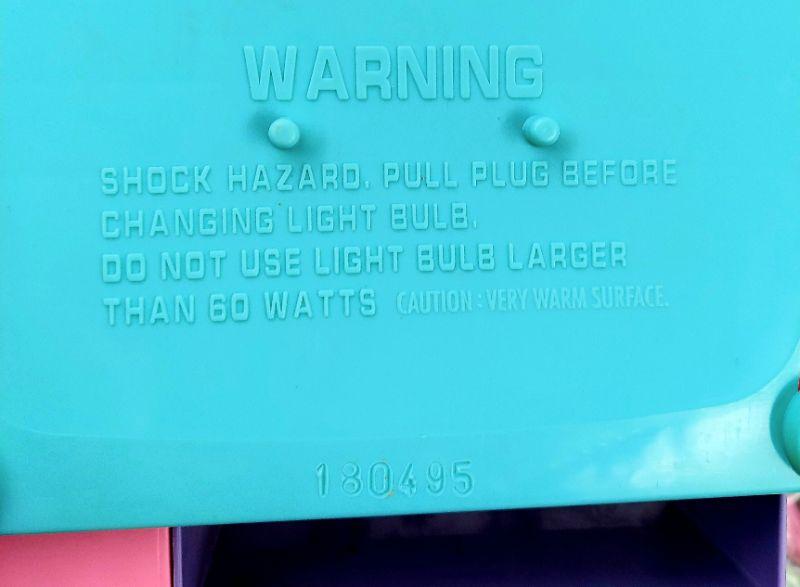 WARNING
SHOCK HAZARD. PULL PLUG BEFORE
CHANGING LIGHT BULB.
DO NOT USE LIGHT BULB LARGER
THAN 60 WATTS CAUTION : VERY WARM SURFACE.
180495